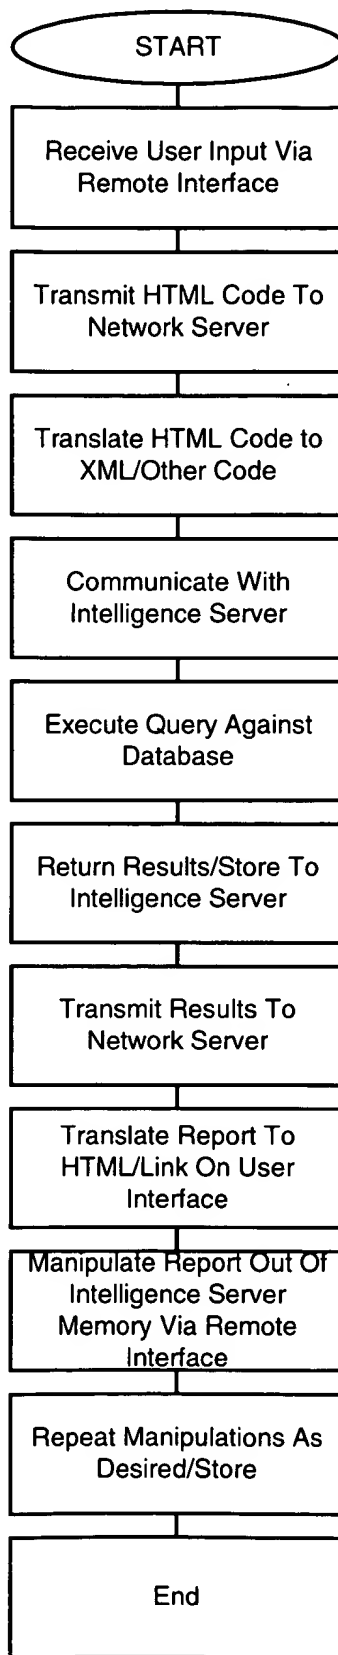 START
Receive User Input Via
Remote Interface
Transmit HTML Code To
Network Server
Translate HTML Code to
XML/Other Code
Communicate With
Intelligence Server
Execute Query Against
Database
Return Results/Store To
Intelligence Server
Transmit Results To
Network Server
Translate Report To
HTML/Link On User
Interface
Manipulate Report Out Of
Intelligence Server
Memory Via Remote
Interface
Repeat Manipulations As
Desired/Store
End